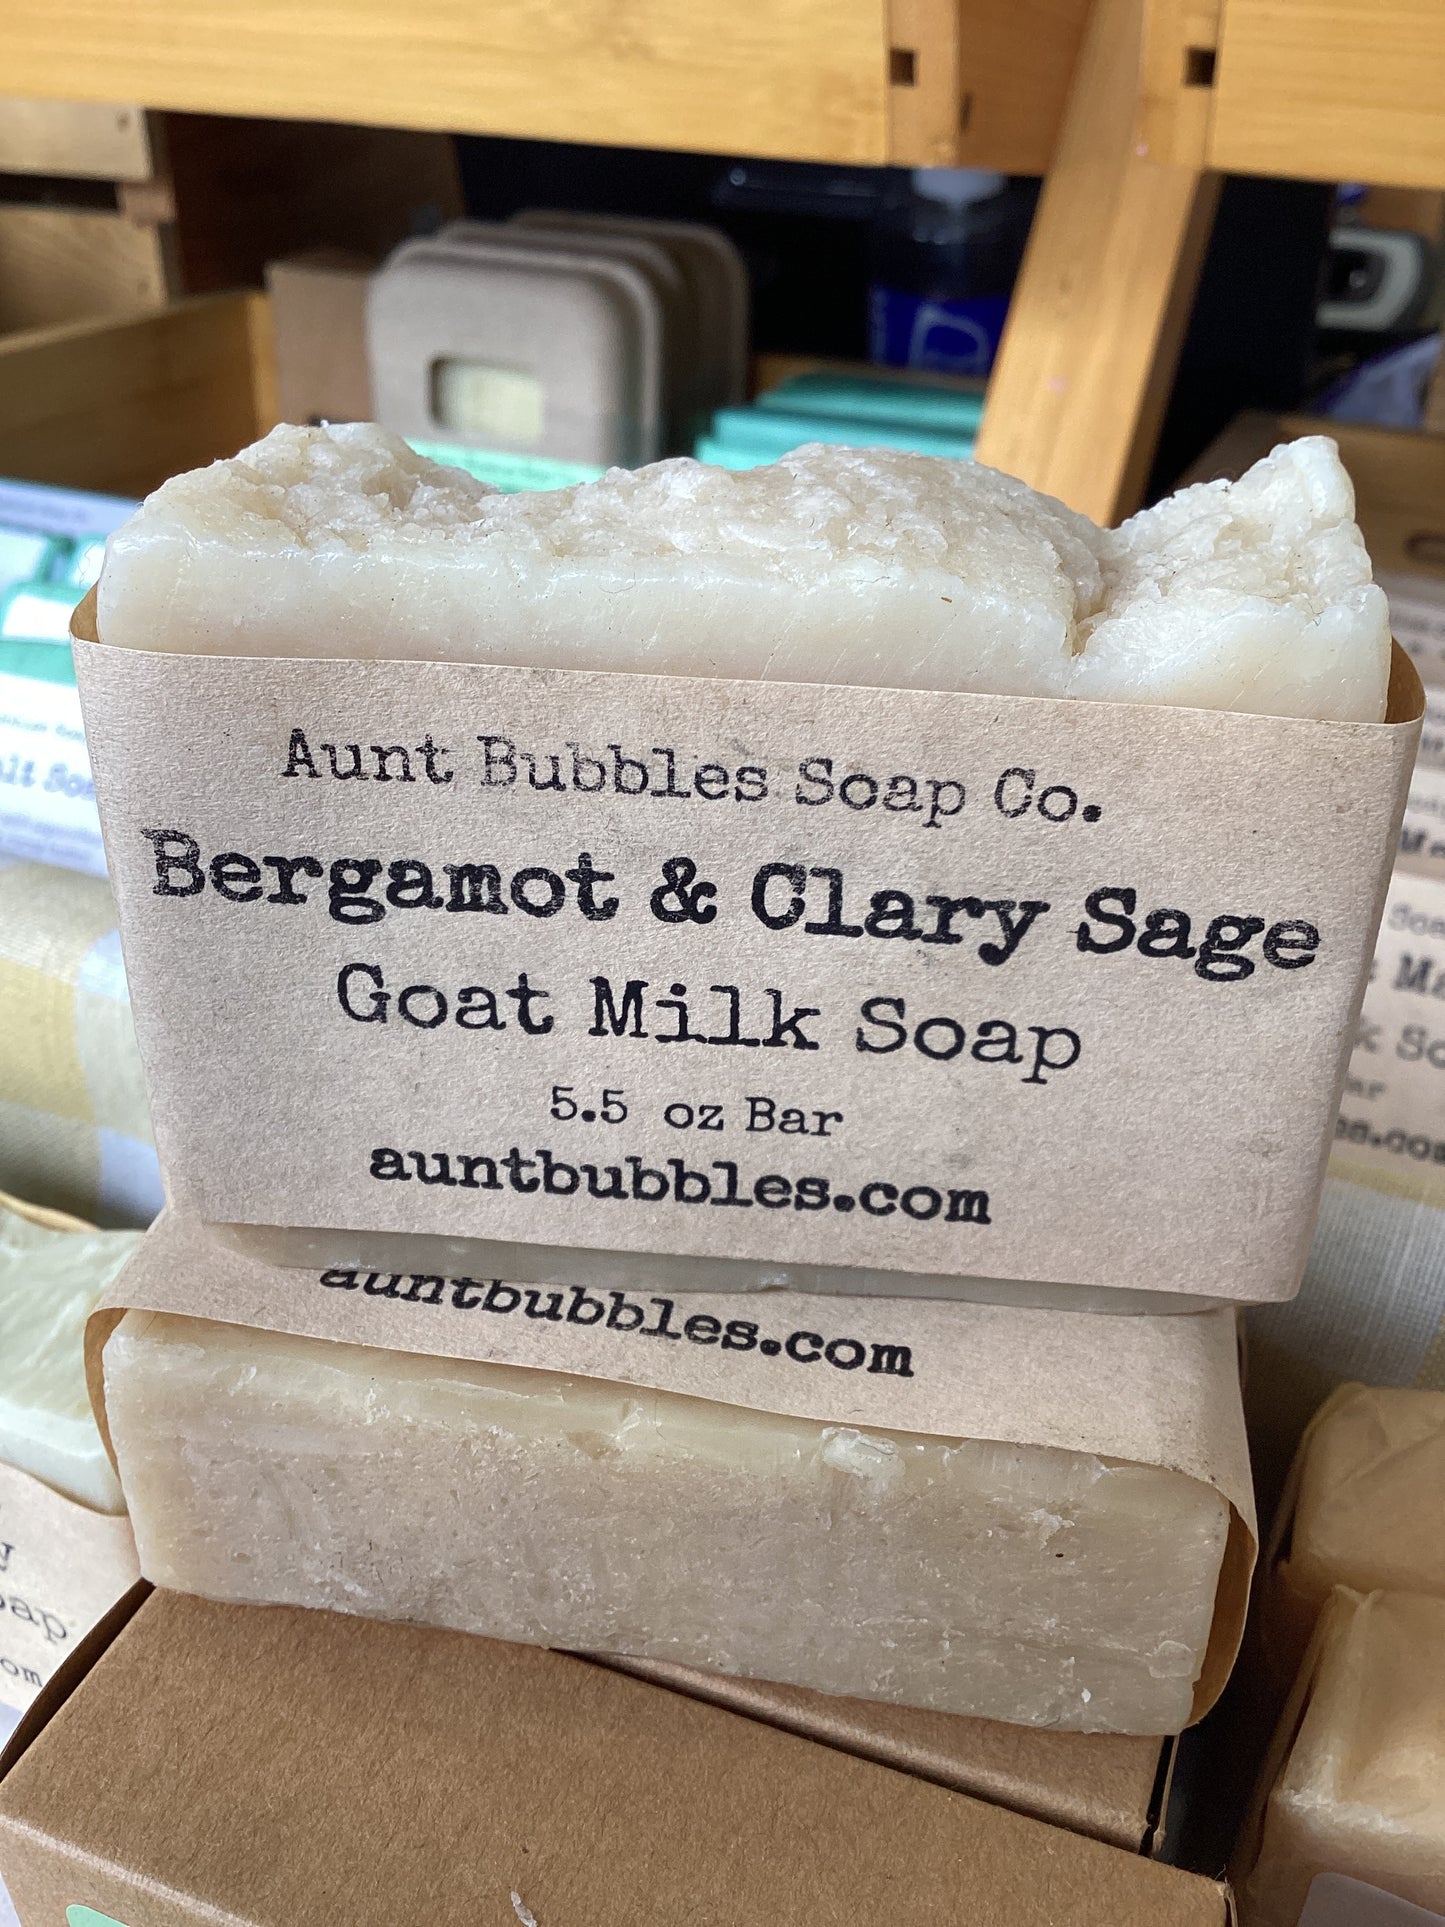 Aunt Bubbles Soap Co.
Bergamot & Clary Sage
Goat Milk Soap
5.5 oz Bar
auntbubbles.com
auntbubbles.com